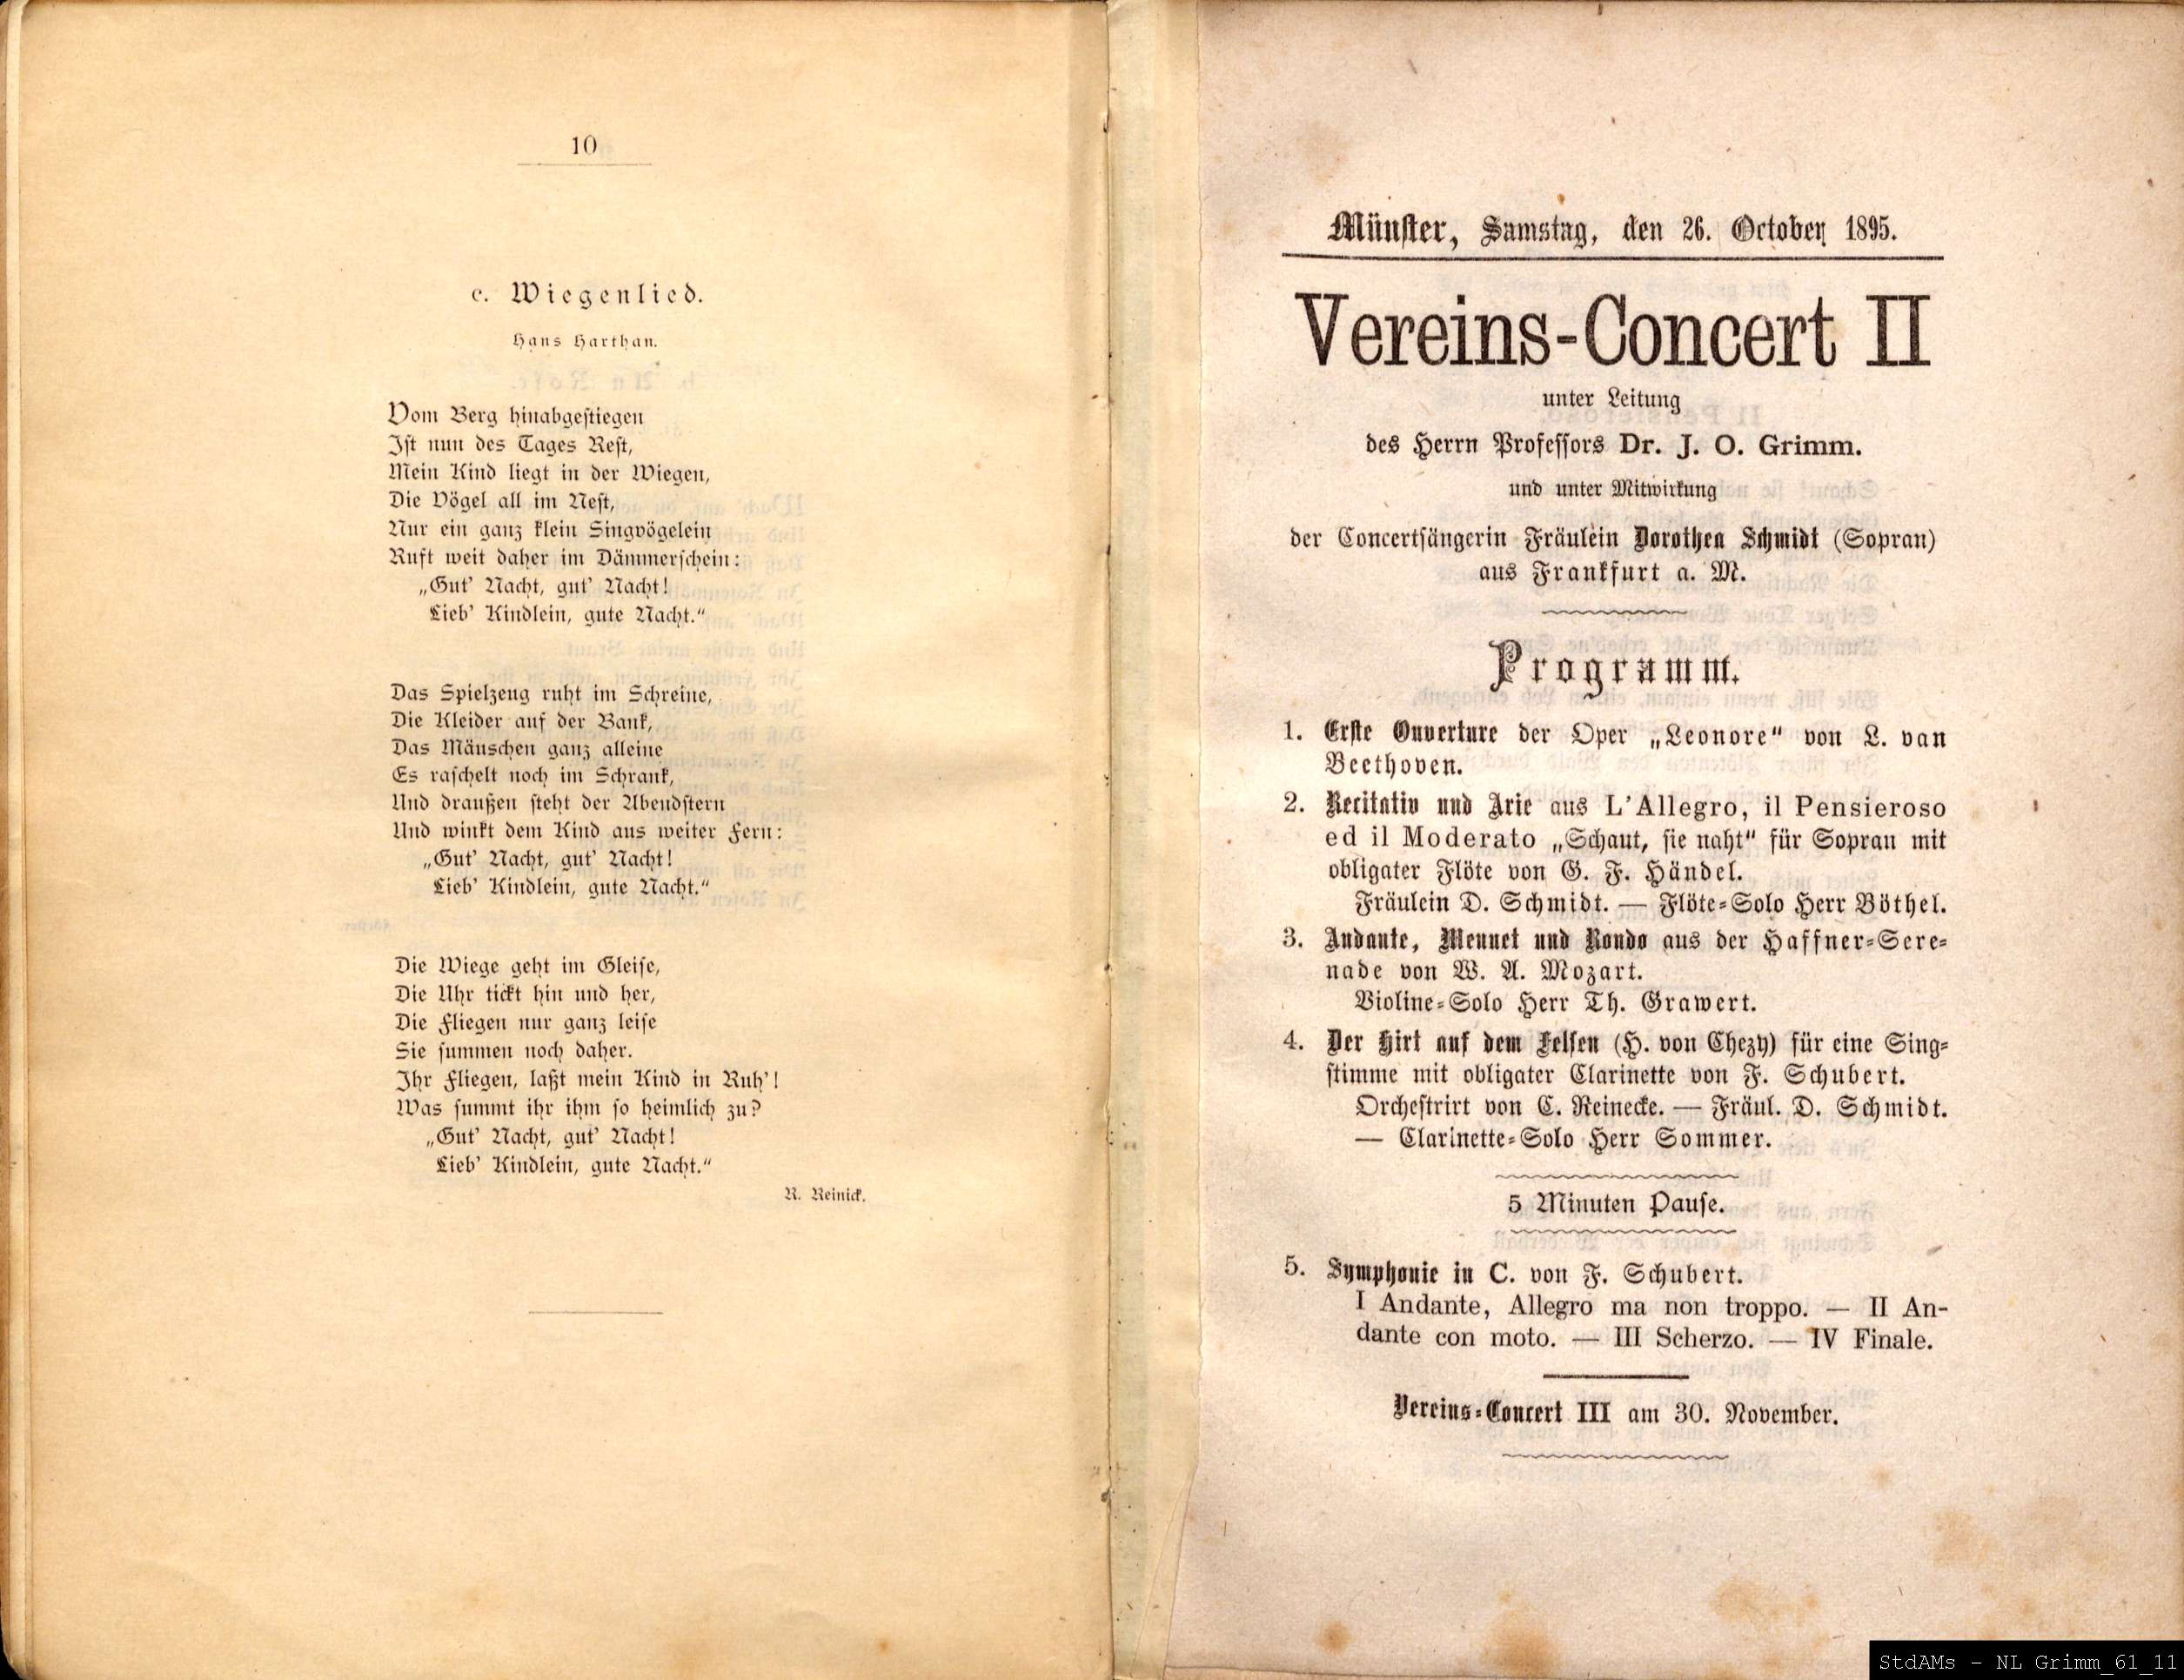 10
c. Wiegenlied.
Hans Harthan.
Vom Berg hinabgestiegen
Ist nun des Tages Rest,
Mein Kind liegt in der Wiegen,
Die Vögel all im Nest,
Nur ein ganz klein Singvögelein
Ruft weit daher im Dämmerschein:
„Gut' Nacht, gut' Nacht!
Lieb' Kindlein, gute Nacht.“
Das Spielzeug ruht im Schreine,
Die Kleider auf der Bank,
Das Mäuschen ganz alleine
Es raschelt noch im Schrank,
Und draußen steht der Abendstern
Und winkt dem Kind aus weiter Fern:
„Gut' Nacht, gut' Nacht!
Lieb' Kindlein, gute Nacht.“
Die Wiege geht im Gleise,
Die Uhr tickt hin und her,
Die Fliegen nur ganz leise
Sie summen noch daher.
Ihr Fliegen, laßt mein Kind in Ruh'!
Was summt ihr ihm so heimlich zu?
„Gut' Nacht, gut' Nacht!
Lieb' Kindlein, gute Nacht.“
R. Reinick.
Münster, Samstag, den 26. October 1895.
Vereins-Concert II
unter Leitung
des Herrn Professors Dr. J. O. Grimm.
und unter Mitwirkung
der Concertsängerin Fräulein Dorothea Schmidt (Sopran)
aus Frankfurt a. M.
Programm.
1. Erste Ouverture der Oper „Leonore“ von L. van
Beethoven.
2. Recitativ und Arie aus L'Allegro, il Pensieroso
ed il Moderato „Schaut, sie naht“ für Sopran mit
obligater Flöte von G. F. Händel.
Fräulein D. Schmidt. — Flöte-Solo Herr Böthel.
3. Andante, Menuet und Rondo aus der Haffner-Sere-
nade von W. A. Mozart.
Violine-Solo Herr Th. Grawert.
4. Der Hirt auf dem Felsen (H. von Chezy) für eine Sing-
stimme mit obligater Clarinette von F. Schubert.
Orchestrirt von C. Reinecke. — Fräul. D. Schmidt.
— Clarinette-Solo Herr Sommer.
5 Minuten Pause.
5. Symphonie in C. von F. Schubert.
I Andante, Allegro ma non troppo. — II An-
dante con moto. — III Scherzo. — IV Finale.
Vereins-Concert III am 30. November.
StdAMs - NL Grimm_61_11